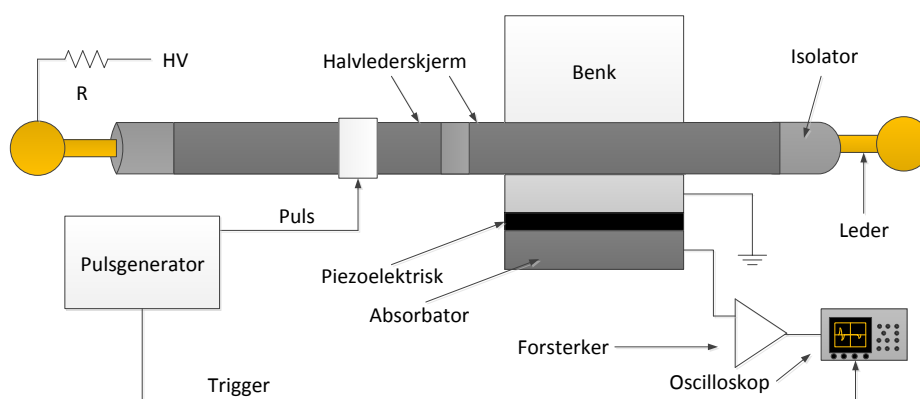 HV
R
Halvlederskjerm
Benk
Isolator
Puls
Pulsgenerator
Leder
Piezoelektrisk
Absorbator
Forsterker
Oscilloskop
Trigger